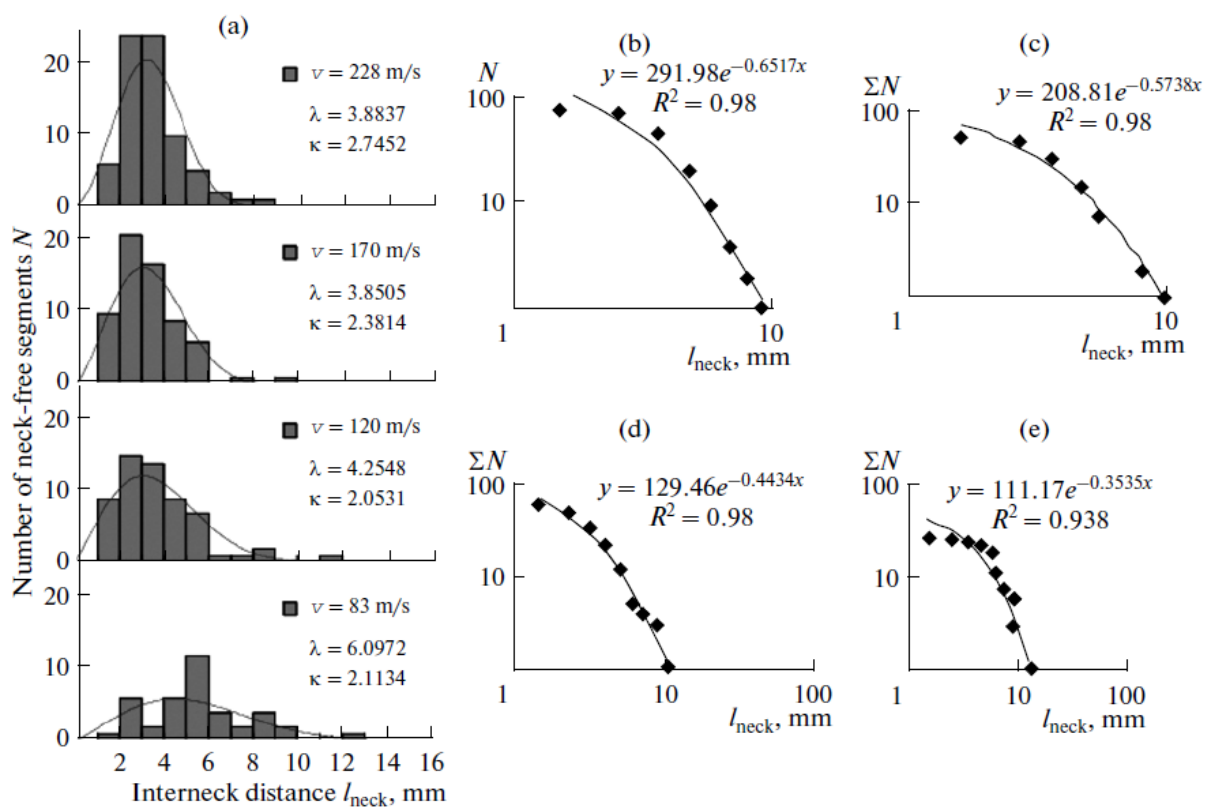 (a)
Number of neck-free segments N
20
10
0
v = 228 m/s
λ = 3.8837
κ = 2.7452
20
10
0
v = 170 m/s
λ = 3.8505
κ = 2.3814
20
10
0
v = 120 m/s
λ = 4.2548
κ = 2.0531
20
10
0
v = 83 m/s
λ = 6.0972
κ = 2.1134
2 4 6 8 10 12 14 16
Interneck distance l_neck, mm
(b)
N
y = 291.98e^−0.6517x
R² = 0.98
100
10
1 10
l_neck, mm
(c)
ΣN
y = 208.81e^−0.5738x
R² = 0.98
100
10
1 10
l_neck, mm
(d)
ΣN
y = 129.46e^−0.4434x
R² = 0.98
100
10
1 10 100
l_neck, mm
(e)
ΣN
y = 111.17e^−0.3535x
R² = 0.938
100
10
1 10 100
l_neck, mm